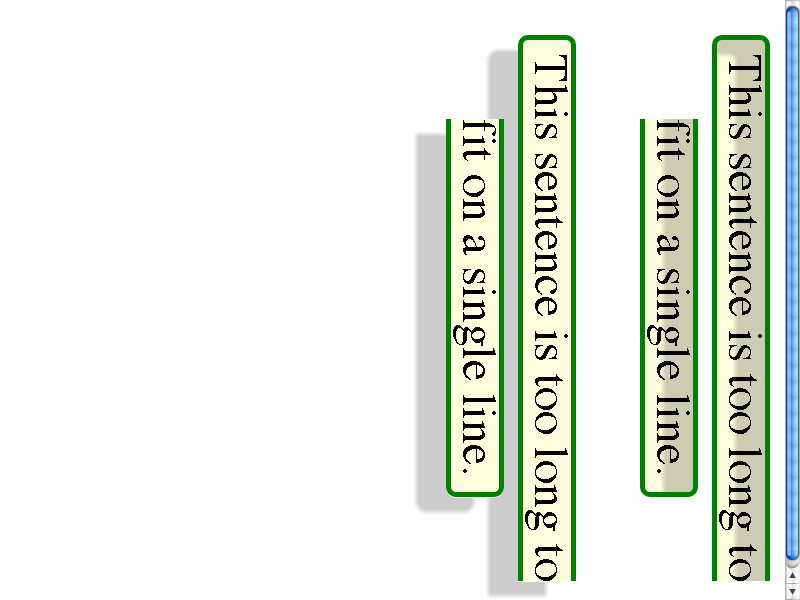 This sentence is too long to
fit on a single line.
This sentence is too long to
fit on a single line.